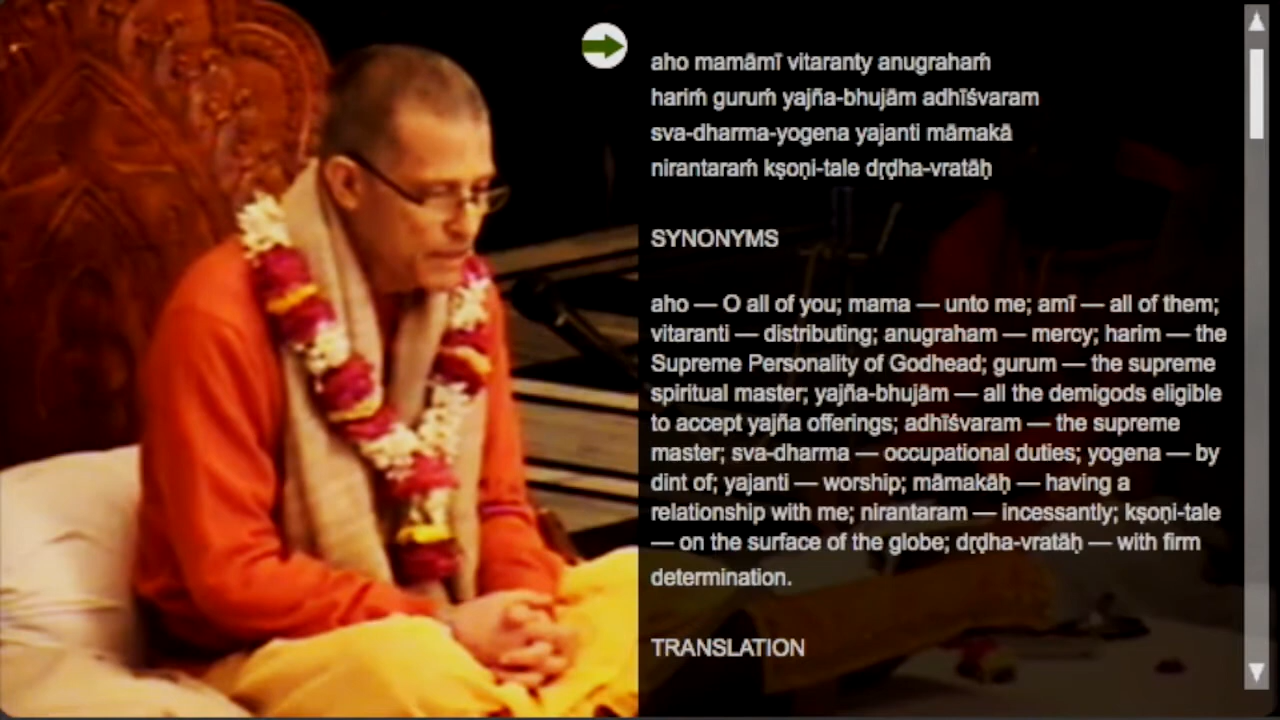 aho mamāmī vitaranty anugrahaṁ
hariṁ guruṁ yajña-bhujām adhīśvaram
sva-dharma-yogena yajanti māmakā
nirantaraṁ kṣoṇi-tale dṛḍha-vratāḥ
SYNONYMS
aho — O all of you; mama — unto me; amī — all of them;
vitaranti — distributing; anugraham — mercy; harim — the
Supreme Personality of Godhead; gurum — the supreme
spiritual master; yajña-bhujām — all the demigods eligible
to accept yajña offerings; adhīśvaram — the supreme
master; sva-dharma — occupational duties; yogena — by
dint of; yajanti — worship; māmakāḥ — having a
relationship with me; nirantaram — incessantly; kṣoṇi-tale
— on the surface of the globe; dṛḍha-vratāḥ — with firm
determination.
TRANSLATION